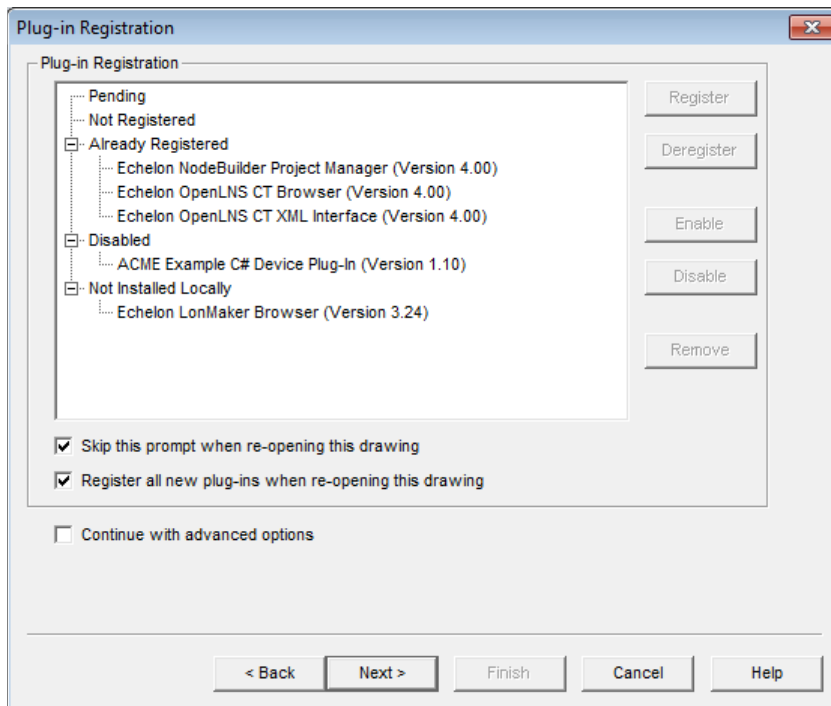 Plug-in Registration
Plug-in Registration
Pending
Register
Not Registered
Already Registered
Deregister
Echelon NodeBuilder Project Manager (Version 4.00)
Echelon OpenLNS CT Browser (Version 4.00)
Echelon OpenLNS CT XML Interface (Version 4.00)
Enable
Disabled
ACME Example C# Device Plug-In (Version 1.10)
Disable
Not Installed Locally
Echelon LonMaker Browser (Version 3.24)
Remove
Skip this prompt when re-opening this drawing
Register all new plug-ins when re-opening this drawing
Continue with advanced options
< Back Next > Finish Cancel Help